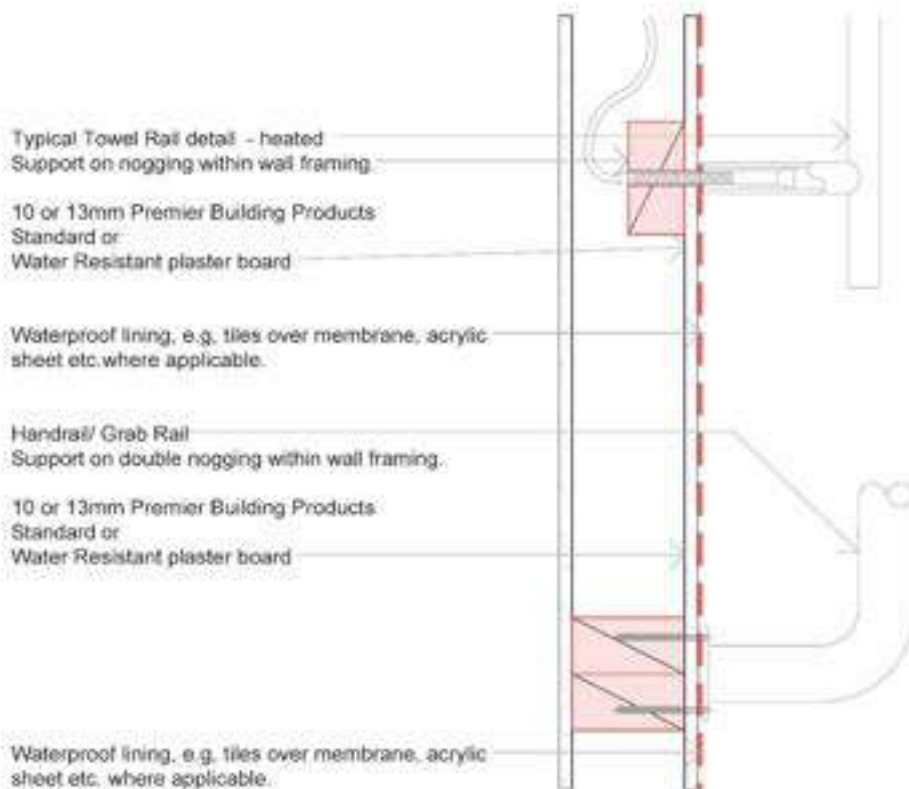 Typical Towel Rail detail - heated
Support on nogging within wall framing
10 or 13mm Premier Building Products
Standard or
Water Resistant plaster board
Waterproof lining, e.g, tiles over membrane, acrylic
sheet etc.where applicable.
Handrail/ Grab Rail
Support on double nogging within wall framing.
10 or 13mm Premier Building Products
Standard or
Water Resistant plaster board
Waterproof lining, e.g, tiles over membrane, acrylic
sheet etc. where applicable.